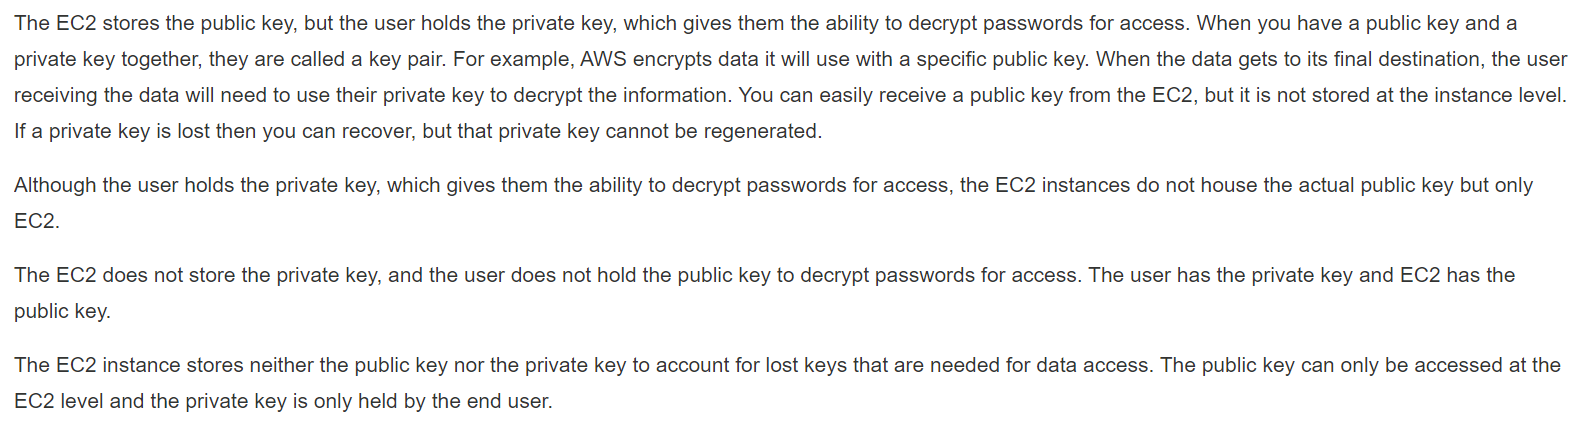 The EC2 stores the public key, but the user holds the private key, which gives them the ability to decrypt passwords for access. When you have a public key and a
private key together, they are called a key pair. For example, AWS encrypts data it will use with a specific public key. When the data gets to its final destination, the user
receiving the data will need to use their private key to decrypt the information. You can easily receive a public key from the EC2, but it is not stored at the instance level.
If a private key is lost then you can recover, but that private key cannot be regenerated.
Although the user holds the private key, which gives them the ability to decrypt passwords for access, the EC2 instances do not house the actual public key but only
EC2.
The EC2 does not store the private key, and the user does not hold the public key to decrypt passwords for access. The user has the private key and EC2 has the
public key.
The EC2 instance stores neither the public key nor the private key to account for lost keys that are needed for data access. The public key can only be accessed at the
EC2 level and the private key is only held by the end user.